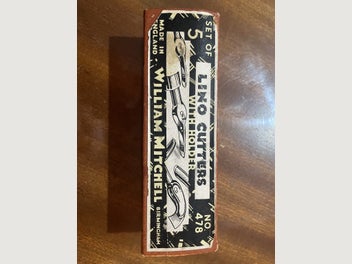 SET OF
5
LINO CUTTERS
WITH HOLDER
NO.
478
MADE IN
ENGLAND
WILLIAM MITCHELL
BIRMINGHAM